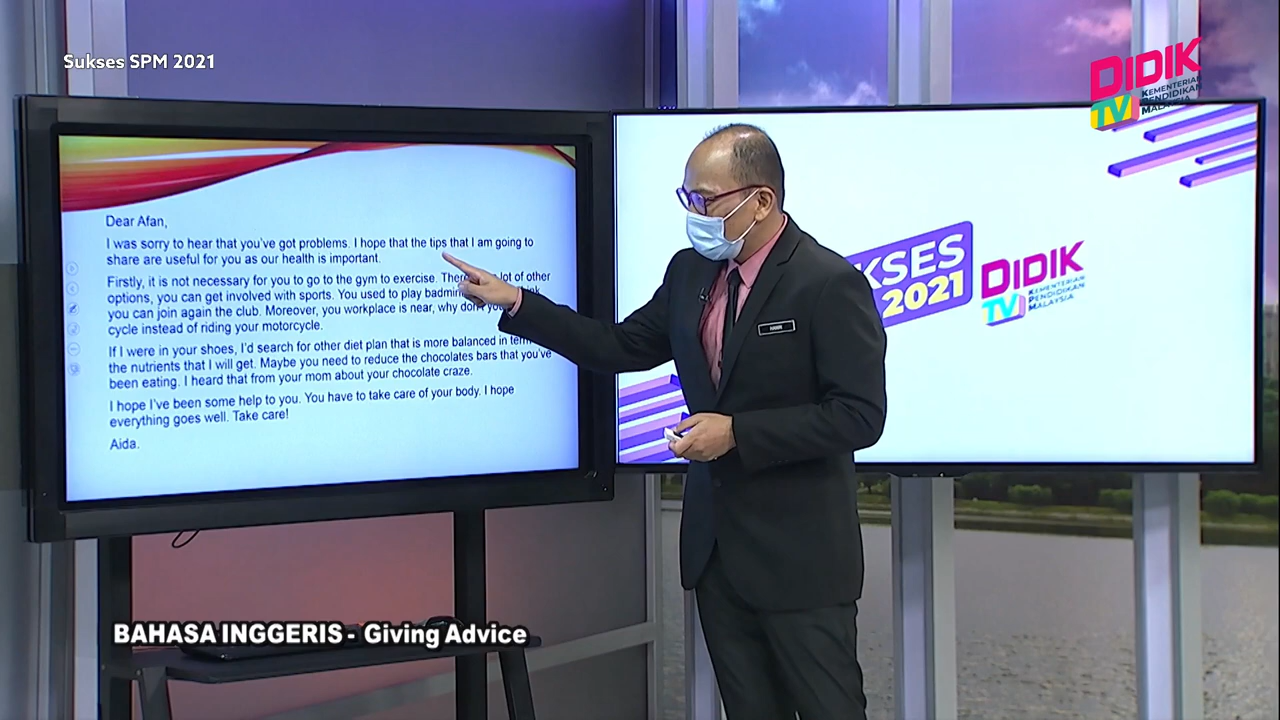 Sukses SPM 2021
DIDIK
TV
KEMENTERIAN
PENDIDIKAN
MALAYSIA
Dear Afan,
I was sorry to hear that you've got problems. I hope that the tips that I am going to
share are useful for you as our health is important.
Firstly, it is not necessary for you to go to the gym to exercise. There lot of other
options, you can get involved with sports. You used to play badmin
you can join again the club. Moreover, you workplace is near, why don't you
cycle instead of riding your motorcycle.
If I were in your shoes, I'd search for other diet plan that is more balanced in
the nutrients that I will get. Maybe you need to reduce the chocolates bars that you've
been eating. I heard that from your mom about your chocolate craze.
I hope I've been some help to you. You have to take care of your body. I hope
everything goes well. Take care!
Aida.
KSES
2021
DIDIK
TV
KEMENTERIAN
PENDIDIKAN
MALAYSIA
BAHASA INGGERIS - Giving Advice